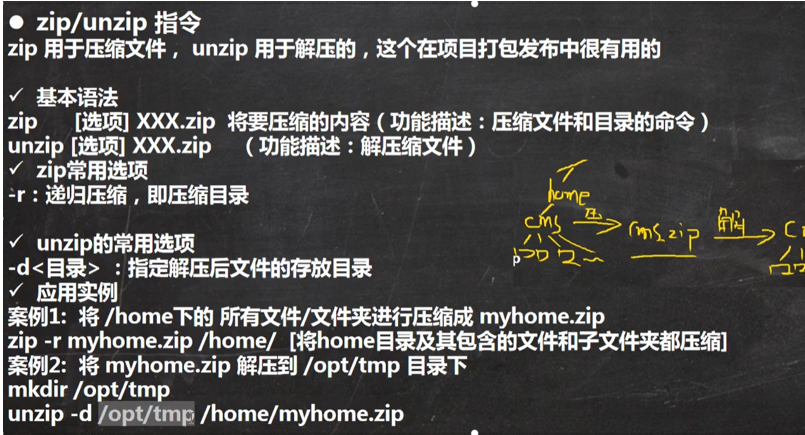 ● zip/unzip 指令
zip 用于压缩文件， unzip 用于解压的，这个在项目打包发布中很有用的
✓ 基本语法
zip [选项] XXX.zip 将要压缩的内容（功能描述：压缩文件和目录的命令）
unzip [选项] XXX.zip （功能描述：解压缩文件）
✓ zip常用选项
-r：递归压缩，即压缩目录
✓ unzip的常用选项
-d<目录> ：指定解压后文件的存放目录
✓ 应用实例
案例1: 将 /home下的 所有文件/文件夹进行压缩成 myhome.zip
zip -r myhome.zip /home/ [将home目录及其包含的文件和子文件夹都压缩]
案例2: 将 myhome.zip 解压到 /opt/tmp 目录下
mkdir /opt/tmp
unzip -d /opt/tmp /home/myhome.zip
/
home
cms 压 cms.zip 解